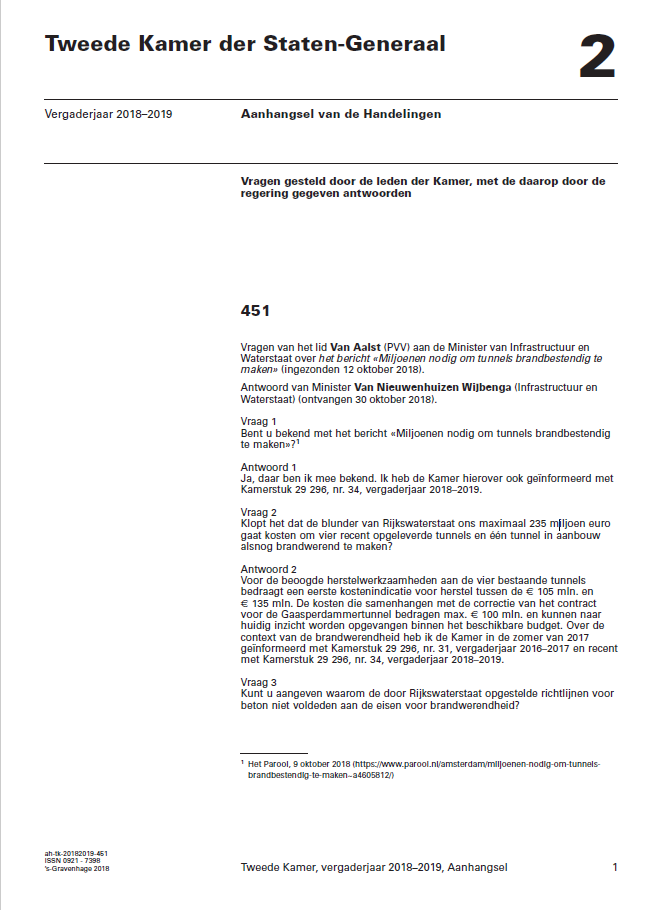 Tweede Kamer der Staten-Generaal
2
Vergaderjaar 2018–2019
Aanhangsel van de Handelingen
Vragen gesteld door de leden der Kamer, met de daarop door de
regering gegeven antwoorden
451
Vragen van het lid Van Aalst (PVV) aan de Minister van Infrastructuur en
Waterstaat over het bericht «Miljoenen nodig om tunnels brandbestendig te
maken» (ingezonden 12 oktober 2018).
Antwoord van Minister Van Nieuwenhuizen Wijbenga (Infrastructuur en
Waterstaat) (ontvangen 30 oktober 2018).
Vraag 1
Bent u bekend met het bericht «Miljoenen nodig om tunnels brandbestendig
te maken»?¹
Antwoord 1
Ja, daar ben ik mee bekend. Ik heb de Kamer hierover ook geïnformeerd met
Kamerstuk 29 296, nr. 34, vergaderjaar 2018–2019.
Vraag 2
Klopt het dat de blunder van Rijkswaterstaat ons maximaal 235 miljoen euro
gaat kosten om vier recent opgeleverde tunnels en één tunnel in aanbouw
alsnog brandwerend te maken?
Antwoord 2
Voor de beoogde herstelwerkzaamheden aan de vier bestaande tunnels
bedraagt een eerste kostenindicatie voor herstel tussen de € 105 mln. en
€ 135 mln. De kosten die samenhangen met de correctie van het contract
voor de Gaasperdammertunnel bedragen max. € 100 mln. en kunnen naar
huidig inzicht worden opgevangen binnen het beschikbare budget. Over de
context van de brandwerendheid heb ik de Kamer in de zomer van 2017
geïnformeerd met Kamerstuk 29 296, nr. 31, vergaderjaar 2016–2017 en recent
met Kamerstuk 29 296, nr. 34, vergaderjaar 2018–2019.
Vraag 3
Kunt u aangeven waarom de door Rijkswaterstaat opgestelde richtlijnen voor
beton niet voldeden aan de eisen voor brandwerendheid?
¹ Het Parool, 9 oktober 2018 (https://www.parool.nl/amsterdam/miljoenen-nodig-om-tunnels-
brandbestendig-te-maken~a4605812/)
ah-tk-20182019-451
ISSN 0921 - 7398
's-Gravenhage 2018
Tweede Kamer, vergaderjaar 2018–2019, Aanhangsel
1